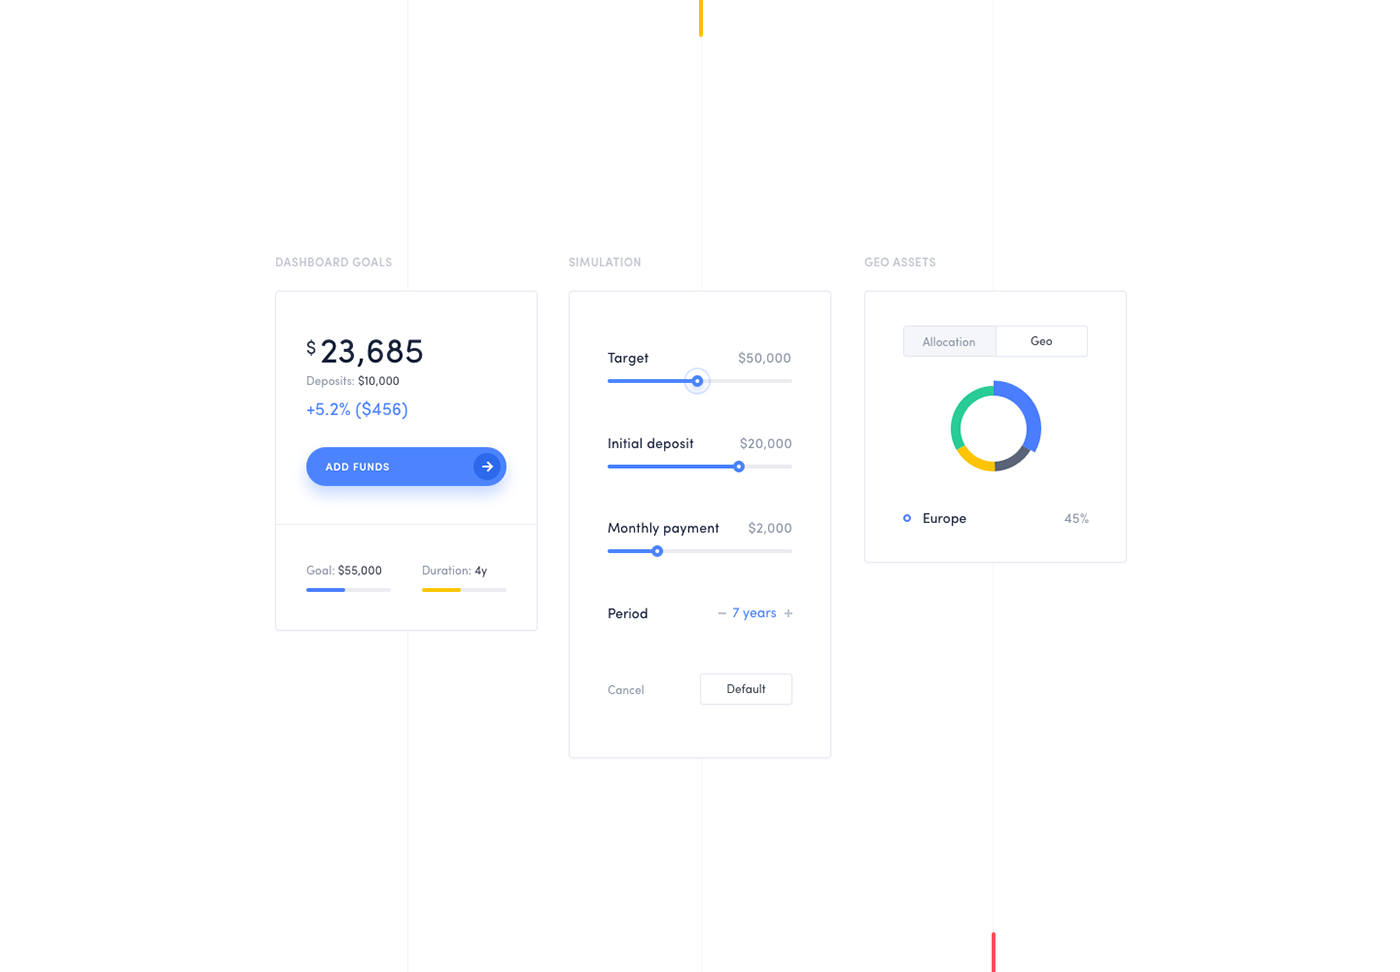 DASHBOARD GOALS
$ 23,685
Deposits: $10,000
+5.2% ($456)
ADD FUNDS
Goal: $55,000
Duration: 4y
SIMULATION
Target $50,000
Initial deposit $20,000
Monthly payment $2,000
Period – 7 years +
Cancel
Default
GEO ASSETS
Allocation
Geo
Europe 45%